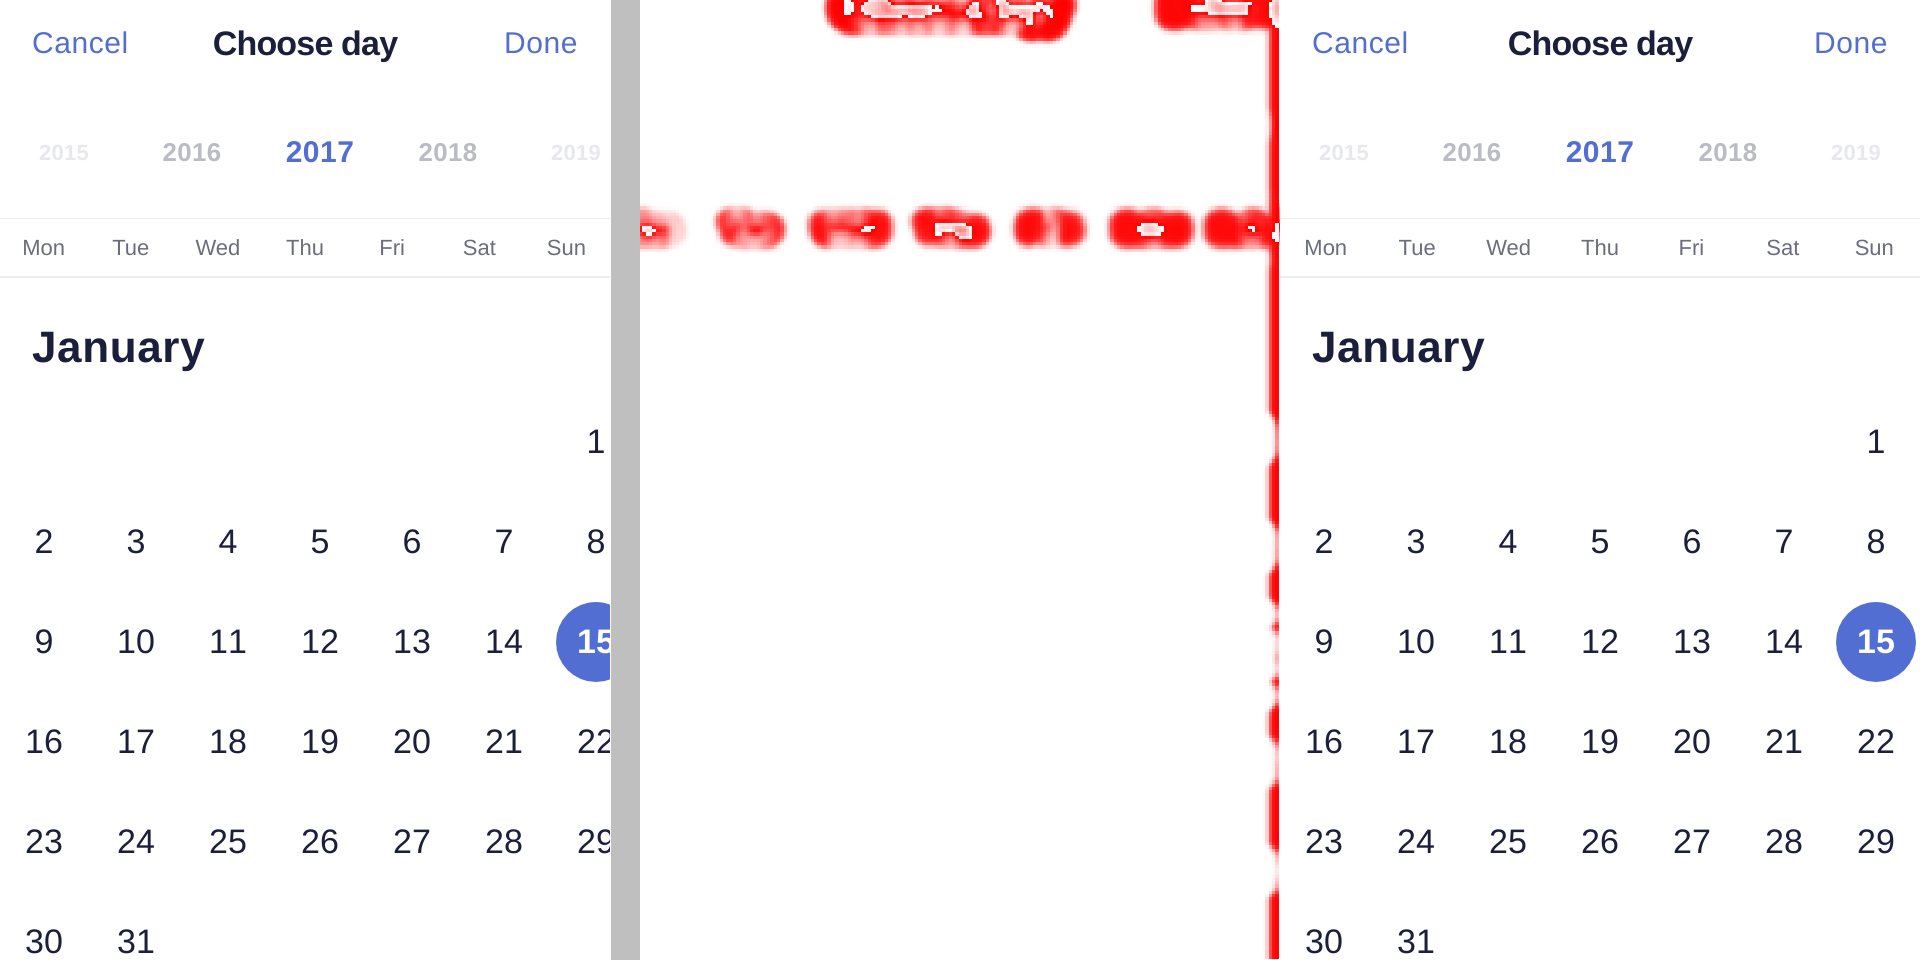 Cancel Choose day Done
2015 2016 2017 2018 2019
Mon Tue Wed Thu Fri Sat Sun
January
1
2 3 4 5 6 7 8
9 10 11 12 13 14 15
16 17 18 19 20 21 22
23 24 25 26 27 28 29
30 31
Cancel Choose day Done
2015 2016 2017 2018 2019
Mon Tue Wed Thu Fri Sat Sun
January
1
2 3 4 5 6 7 8
9 10 11 12 13 14 15
16 17 18 19 20 21 22
23 24 25 26 27 28 29
30 31